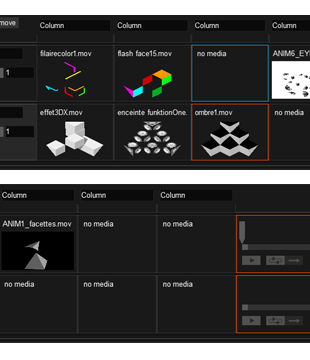 move
Column
Column
Column
Column
1
filairecolor1.mov
flash face15.mov
no media
ANIM6_EY
1
effet3DX.mov
enceinte funktionOne.
ombre1.mov
no media
Column
Column
Column
ANIM1_facettes.mov
no media
no media
no media
no media
no media